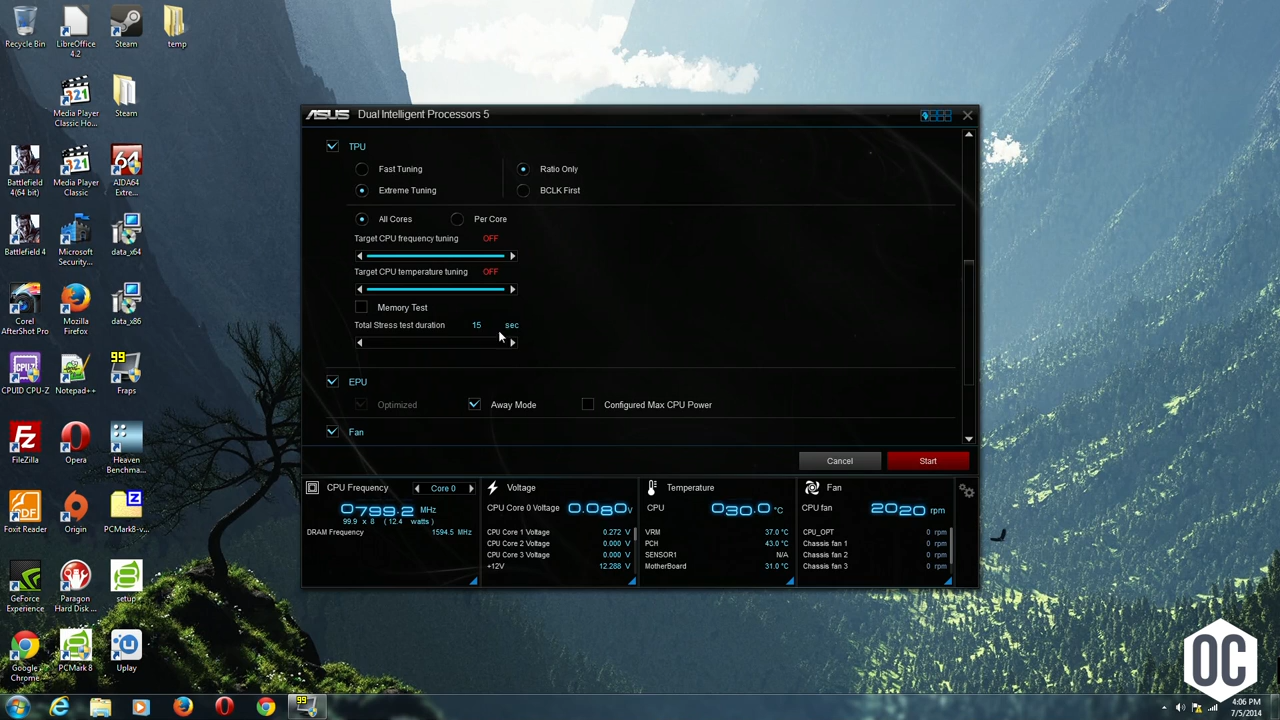 Recycle Bin
LibreOffice
4.2
Steam
temp
Media Player
Classic Ho...
Steam
Battlefield
4(64 bit)
Media Player
Classic
64
AIDA64
Extre...
Battlefield 4
Microsoft
Security...
data_x64
Corel
AfterShot Pro
Mozilla
Firefox
data_x86
CPUID CPU-Z
Notepad++
99
Fraps
FileZilla
Opera
Heaven
Benchma...
Foxit Reader
Origin
PCMark8-v...
GeForce
Experience
Paragon
Hard Disk ...
setup
Google
Chrome
PCMark 8
Uplay
ASUS Dual Intelligent Processors 5
TPU
Fast Tuning Ratio Only
Extreme Tuning BCLK First
All Cores Per Core
Target CPU frequency tuning OFF
Target CPU temperature tuning OFF
Memory Test
Total Stress test duration 15 sec
EPU
Optimized Away Mode Configured Max CPU Power
Fan
Cancel Start
CPU Frequency Core 0
0799.2 MHz
99.9 x 8 (12.4 watts)
DRAM Frequency 1594.5 MHz
Voltage
CPU Core 0 Voltage 0.080V
CPU Core 1 Voltage 0.272 V
CPU Core 2 Voltage 0.000 V
CPU Core 3 Voltage 0.000 V
+12V 12.288 V
Temperature
CPU 030.0 °C
VRM 37.0 °C
PCH 43.0 °C
SENSOR1 N/A
MotherBoard 31.0 °C
Fan
CPU fan 2020 rpm
CPU_OPT 0 rpm
Chassis fan 1 0 rpm
Chassis fan 2 0 rpm
Chassis fan 3 0 rpm
OC
99
4:06 PM
7/5/2014